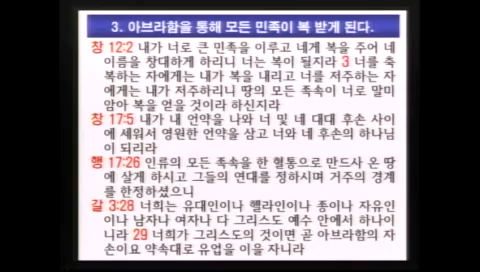 3. 아브라함을 통해 모든 민족이 복 받게 된다.
창 12:2 내가 너로 큰 민족을 이루고 네게 복을 주어 네
이름을 창대하게 하리니 너는 복이 될지라 3 너를 축
복하는 자에게는 내가 복을 내리고 너를 저주하는 자
에게는 내가 저주하리니 땅의 모든 족속이 너로 말미
암아 복을 얻을 것이라 하신지라
창 17:5 내가 내 언약을 나와 너 및 네 대대 후손 사이
에 세워서 영원한 언약을 삼고 너와 네 후손의 하나님
이 되리라
행 17:26 인류의 모든 족속을 한 혈통으로 만드사 온 땅
에 살게 하시고 그들의 연대를 정하시며 거주의 경계
를 한정하셨으니
갈 3:28 너희는 유대인이나 헬라인이나 종이나 자유인
이나 남자나 여자나 다 그리스도 예수 안에서 하나이
니라 29 너희가 그리스도의 것이면 곧 아브라함의 자
손이요 약속대로 유업을 이을 자니라